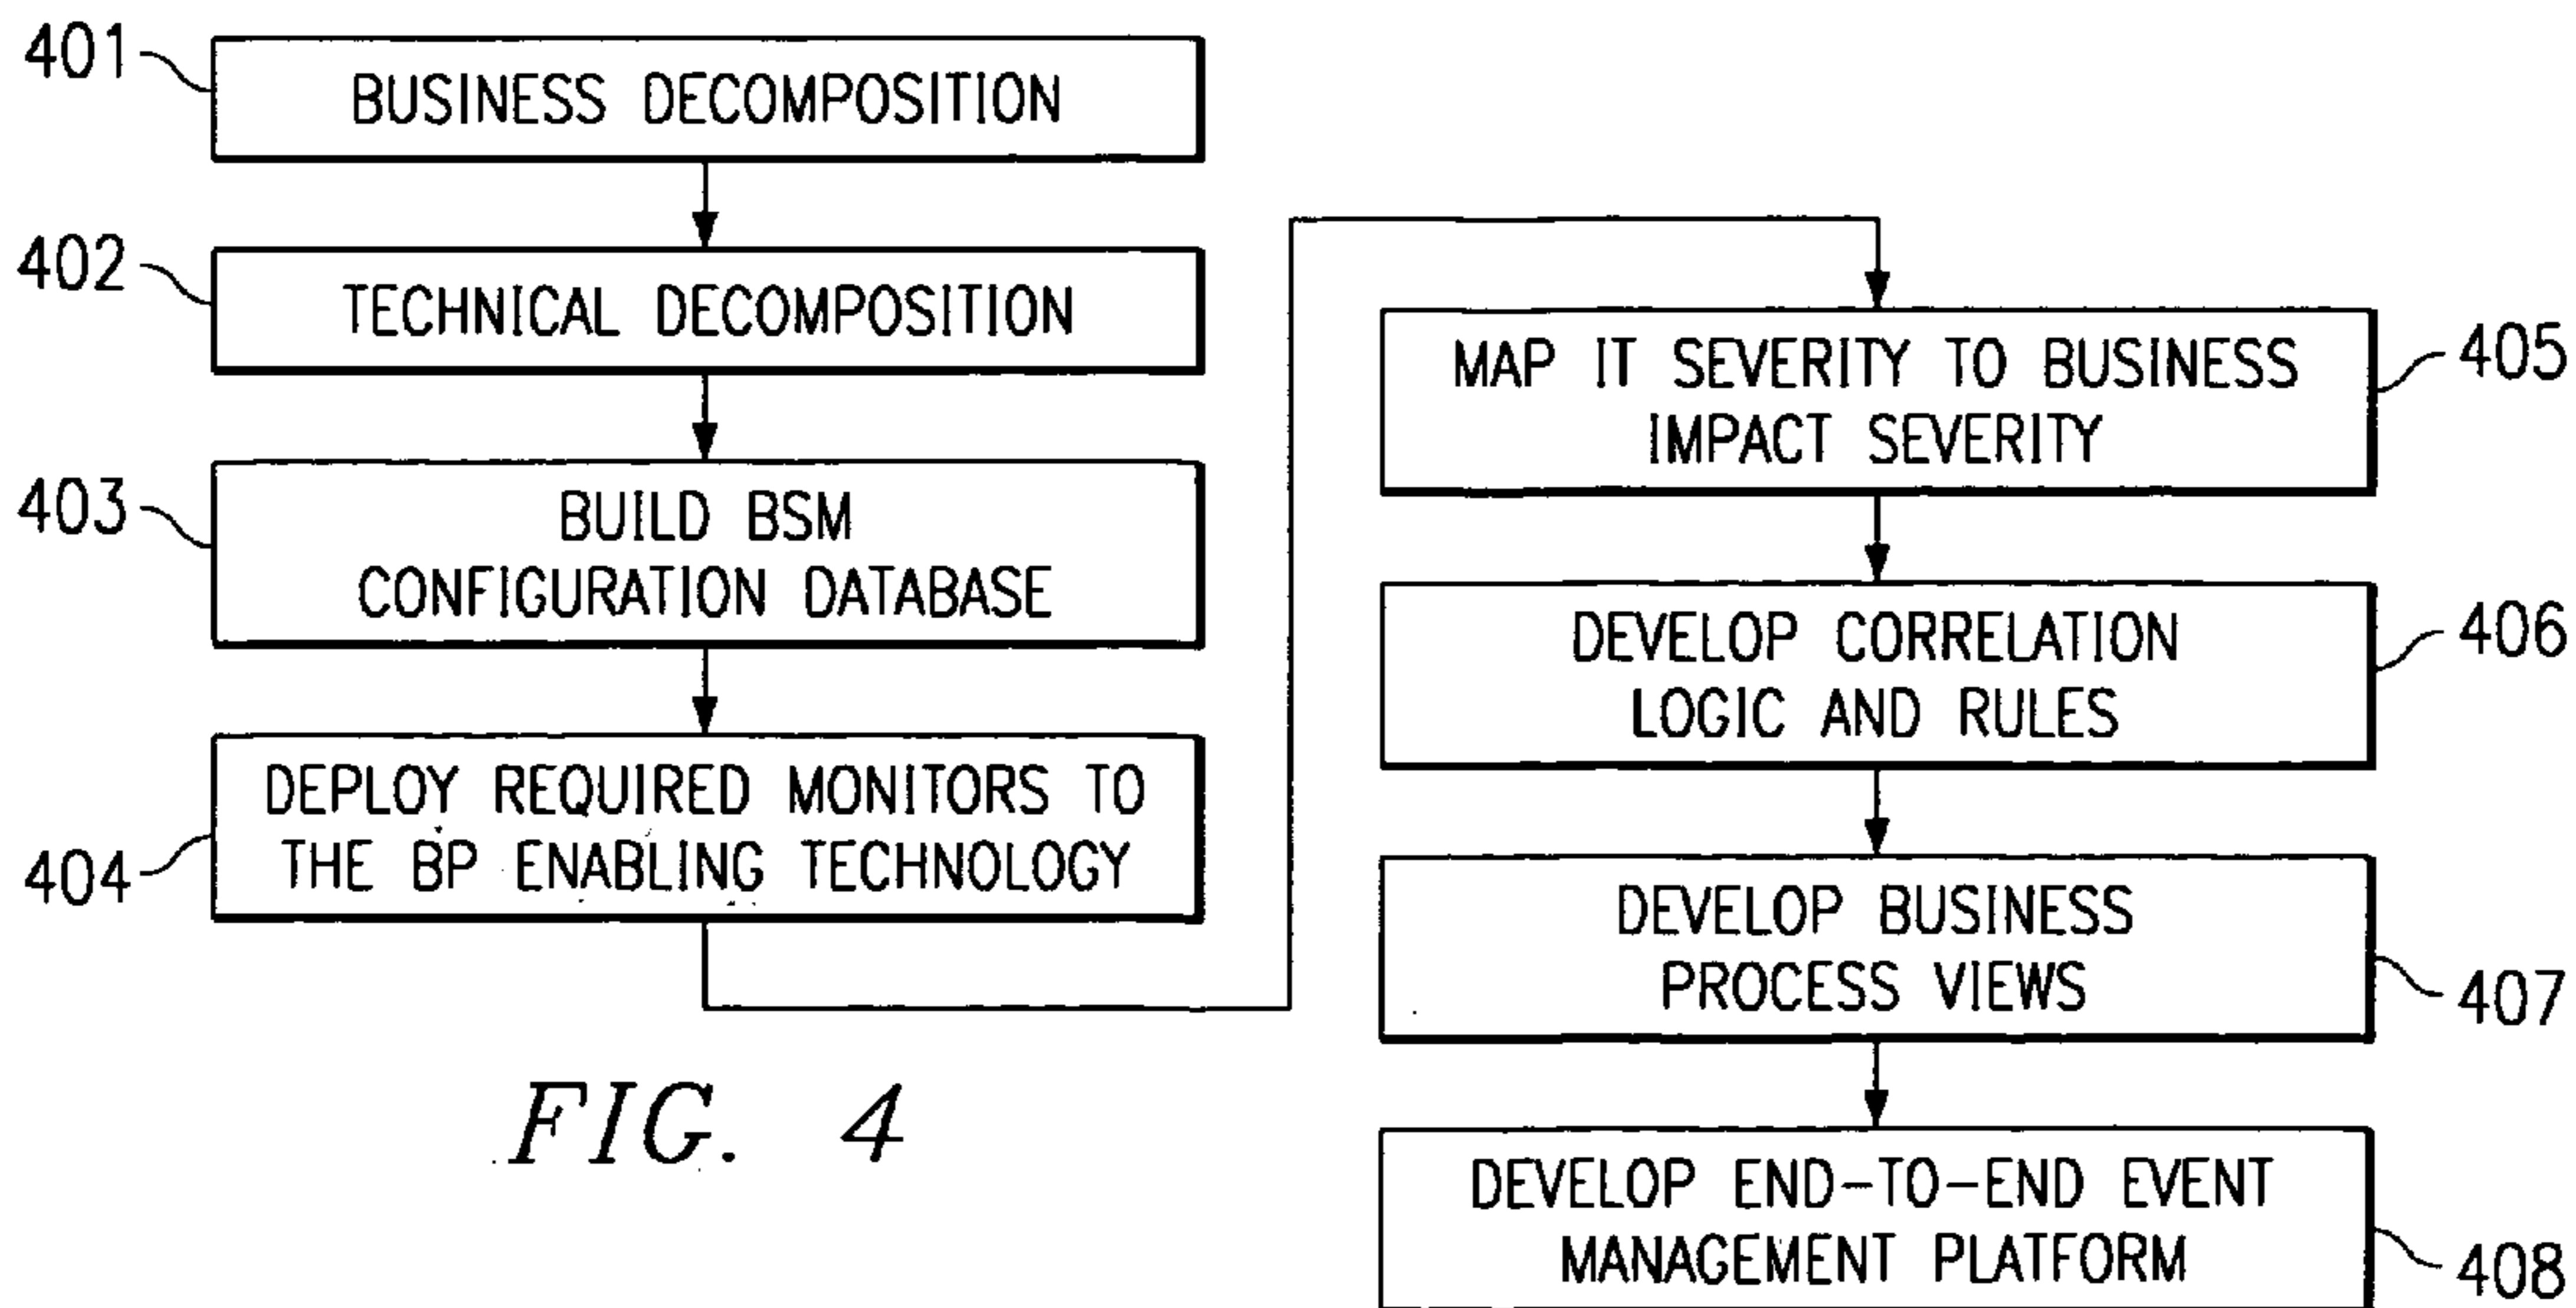 401
BUSINESS DECOMPOSITION
402
TECHNICAL DECOMPOSITION
403
BUILD BSM
CONFIGURATION DATABASE
404
DEPLOY REQUIRED MONITORS TO
THE BP ENABLING TECHNOLOGY
405
MAP IT SEVERITY TO BUSINESS
IMPACT SEVERITY
406
DEVELOP CORRELATION
LOGIC AND RULES
407
DEVELOP BUSINESS
PROCESS VIEWS
408
DEVELOP END-TO-END EVENT
MANAGEMENT PLATFORM
FIG. 4